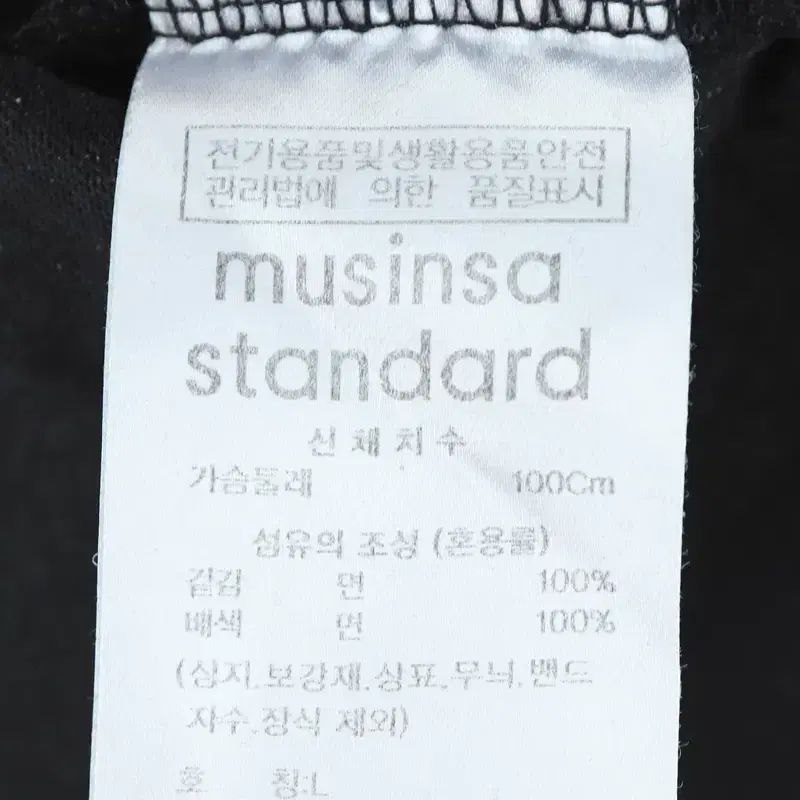 전기용품및생활용품안전
관리법에 의한 품질표시
musinsa
standard
신체치수
가슴둘레 100Cm
섬유의 조성 (혼용률)
겉감 면 100%
배색 면 100%
(심지.보강재.상표.무늬.밴드
자수.장식 제외)
호 칭:L